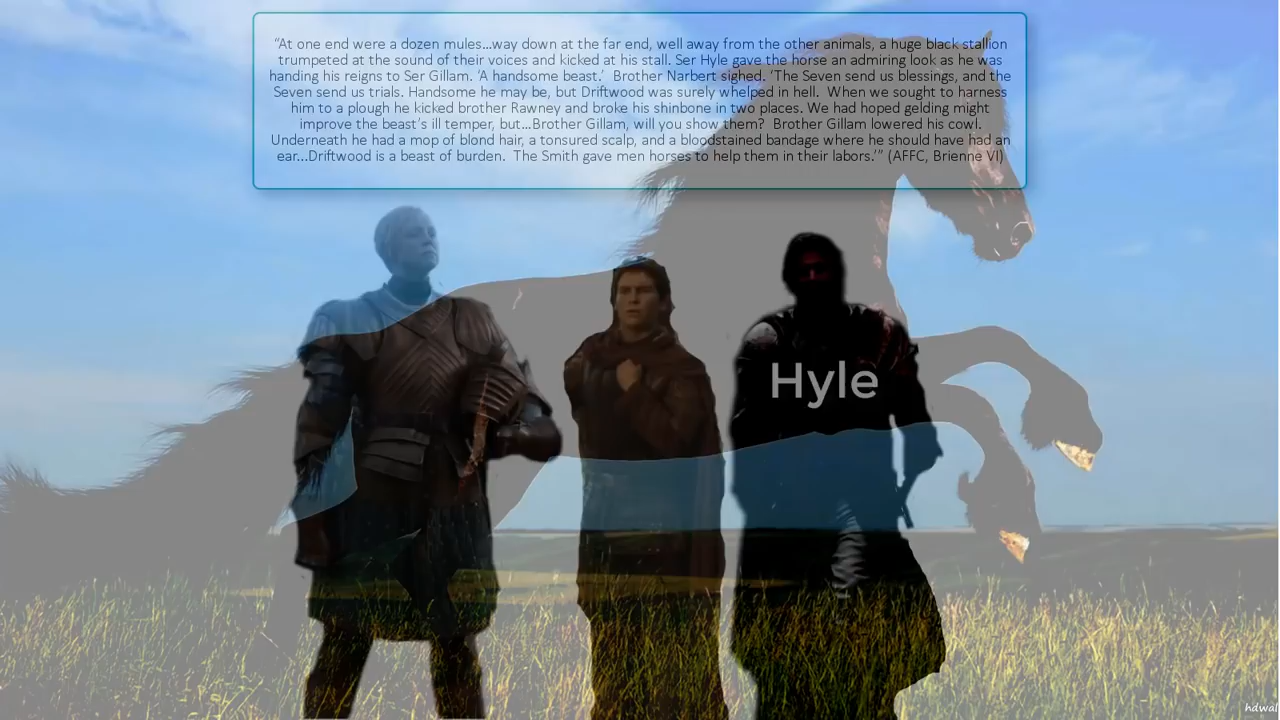 “At one end were a dozen mules…way down at the far end, well away from the other animals, a huge black stallion
trumpeted at the sound of their voices and kicked at his stall. Ser Hyle gave the horse an admiring look as he was
handing his reigns to Ser Gillam. ‘A handsome beast.’  Brother Narbert sighed. ‘The Seven send us blessings, and the
Seven send us trials. Handsome he may be, but Driftwood was surely whelped in hell.  When we sought to harness
him to a plough he kicked brother Rawney and broke his shinbone in two places. We had hoped gelding might
improve the beast’s ill temper, but…Brother Gillam, will you show them?  Brother Gillam lowered his cowl.
Underneath he had a mop of blond hair, a tonsured scalp, and a bloodstained bandage where he should have had an
ear…Driftwood is a beast of burden.  The Smith gave men horses to help them in their labors.’” (AFFC, Brienne VI)
Hyle
hdwal